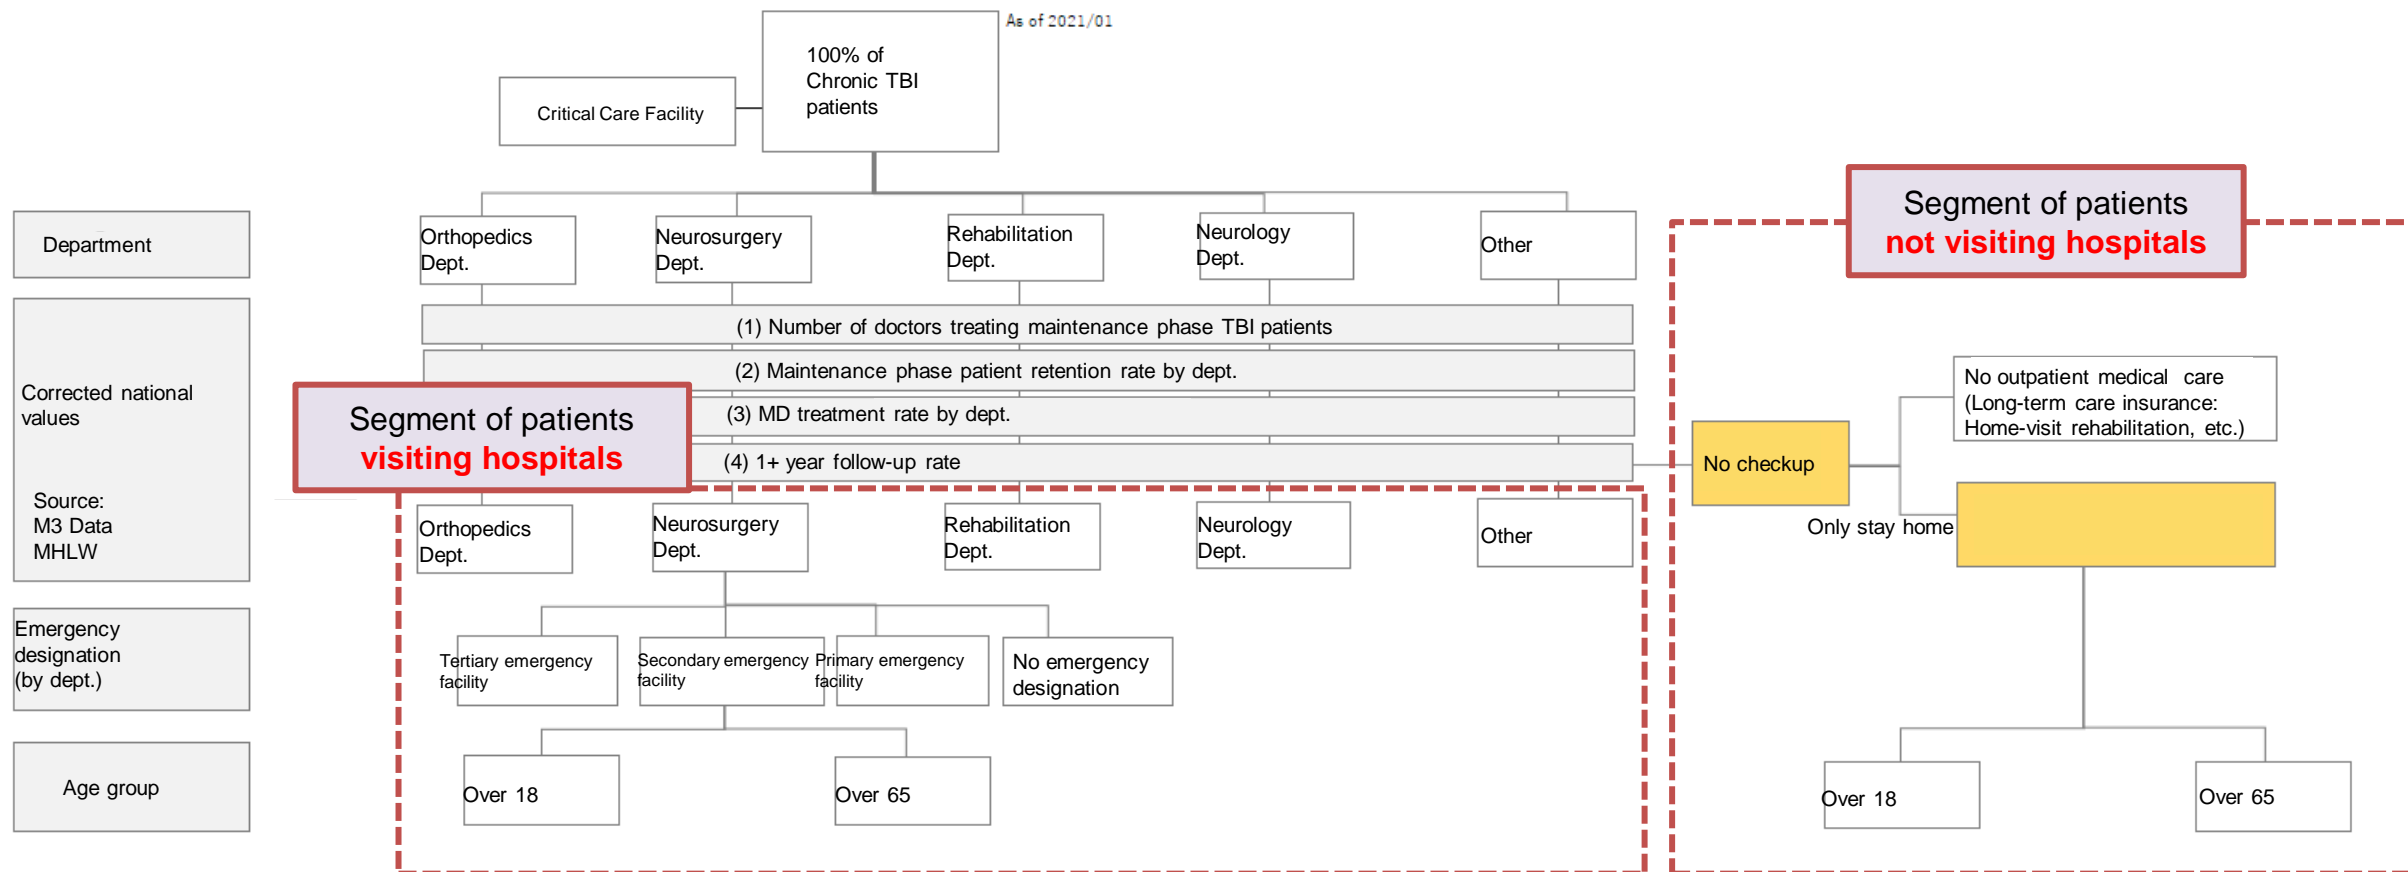 As of 2021/01
100% of
Chronic TBI
patients
Critical Care Facility
Segment of patients
not visiting hospitals
Department
Orthopedics
Dept.
Neurosurgery
Dept.
Rehabilitation
Dept.
Neurology
Dept.
Other
Corrected national
values
Source:
M3 Data
MHLW
(1) Number of doctors treating maintenance phase TBI patients
(2) Maintenance phase patient retention rate by dept.
(3) MD treatment rate by dept.
(4) 1+ year follow-up rate
Segment of patients
visiting hospitals
No checkup
No outpatient medical care
(Long-term care insurance:
Home-visit rehabilitation, etc.)
Only stay home
Orthopedics
Dept.
Neurosurgery
Dept.
Rehabilitation
Dept.
Neurology
Dept.
Other
Emergency
designation
(by dept.)
Tertiary emergency
facility
Secondary emergency
facility
Primary emergency
facility
No emergency
designation
Age group
Over 18
Over 65
Over 18
Over 65